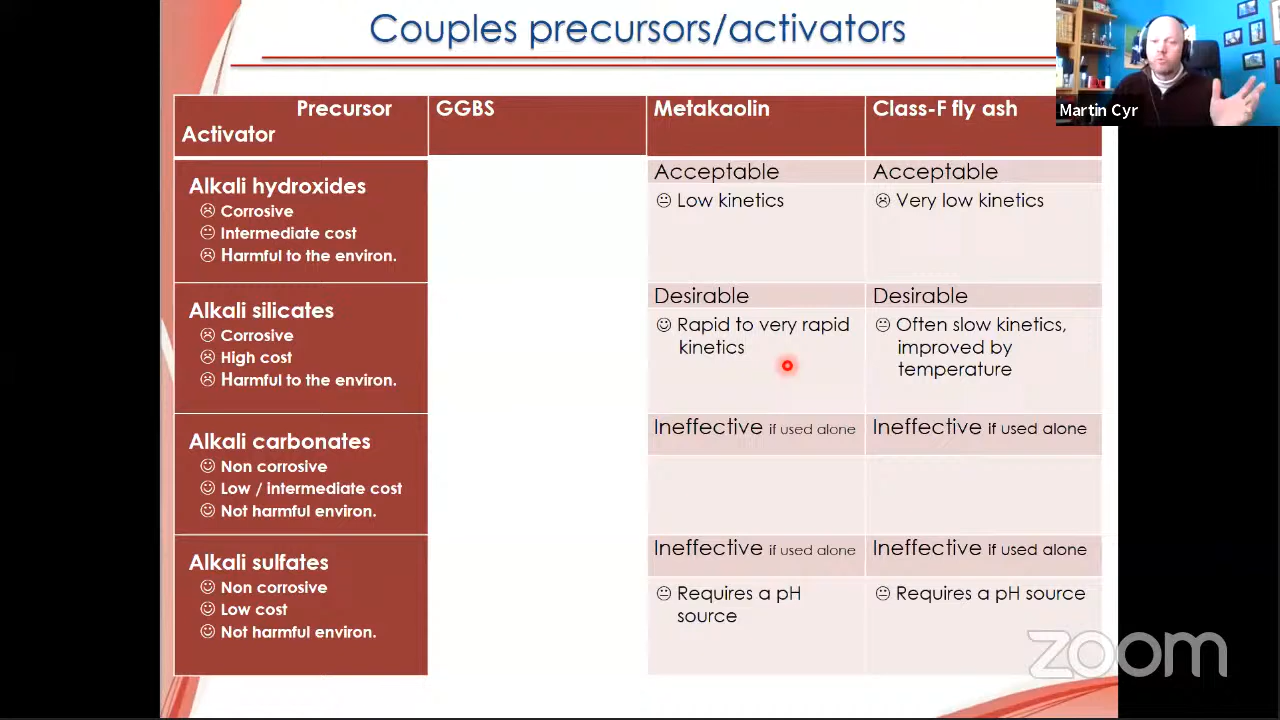 Couples precursors/activators
Martin Cyr
Precursor
Activator
GGBS
Metakaolin
Class-F fly ash
Alkali hydroxides
☹ Corrosive
😐 Intermediate cost
☹ Harmful to the environ.
Acceptable
😐 Low kinetics
Acceptable
☹ Very low kinetics
Alkali silicates
☹ Corrosive
☹ High cost
☹ Harmful to the environ.
Desirable
☺ Rapid to very rapid
kinetics
Desirable
😐 Often slow kinetics,
improved by
temperature
Alkali carbonates
☺ Non corrosive
☺ Low / intermediate cost
☺ Not harmful environ.
Ineffective if used alone
Ineffective if used alone
Alkali sulfates
☺ Non corrosive
☺ Low cost
☺ Not harmful environ.
Ineffective if used alone
😐 Requires a pH
source
Ineffective if used alone
😐 Requires a pH source
zoom